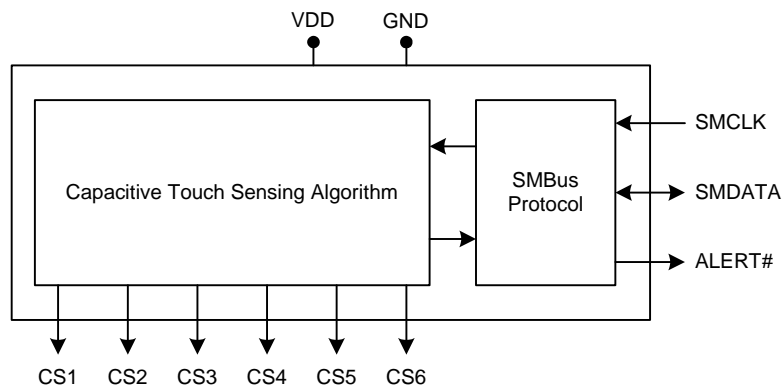 VDD GND
Capacitive Touch Sensing Algorithm
SMBus
Protocol
SMCLK
SMDATA
ALERT#
CS1 CS2 CS3 CS4 CS5 CS6